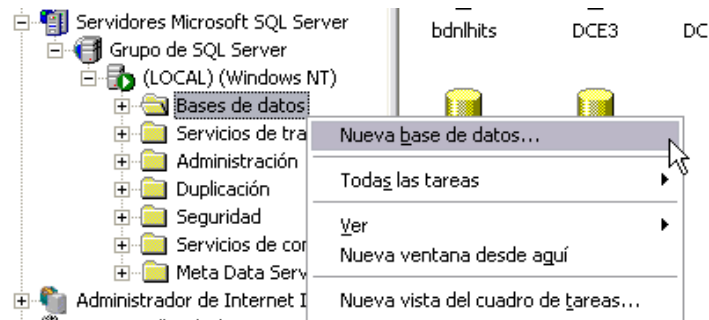 Servidores Microsoft SQL Server
Grupo de SQL Server
(LOCAL) (Windows NT)
Bases de datos
Servicios de tra
Administración
Duplicación
Seguridad
Servicios de cor
Meta Data Serv
Administrador de Internet I
bdnlhits DCE3 DC
Nueva base de datos...
Todas las tareas
Ver
Nueva ventana desde aquí
Nueva vista del cuadro de tareas...